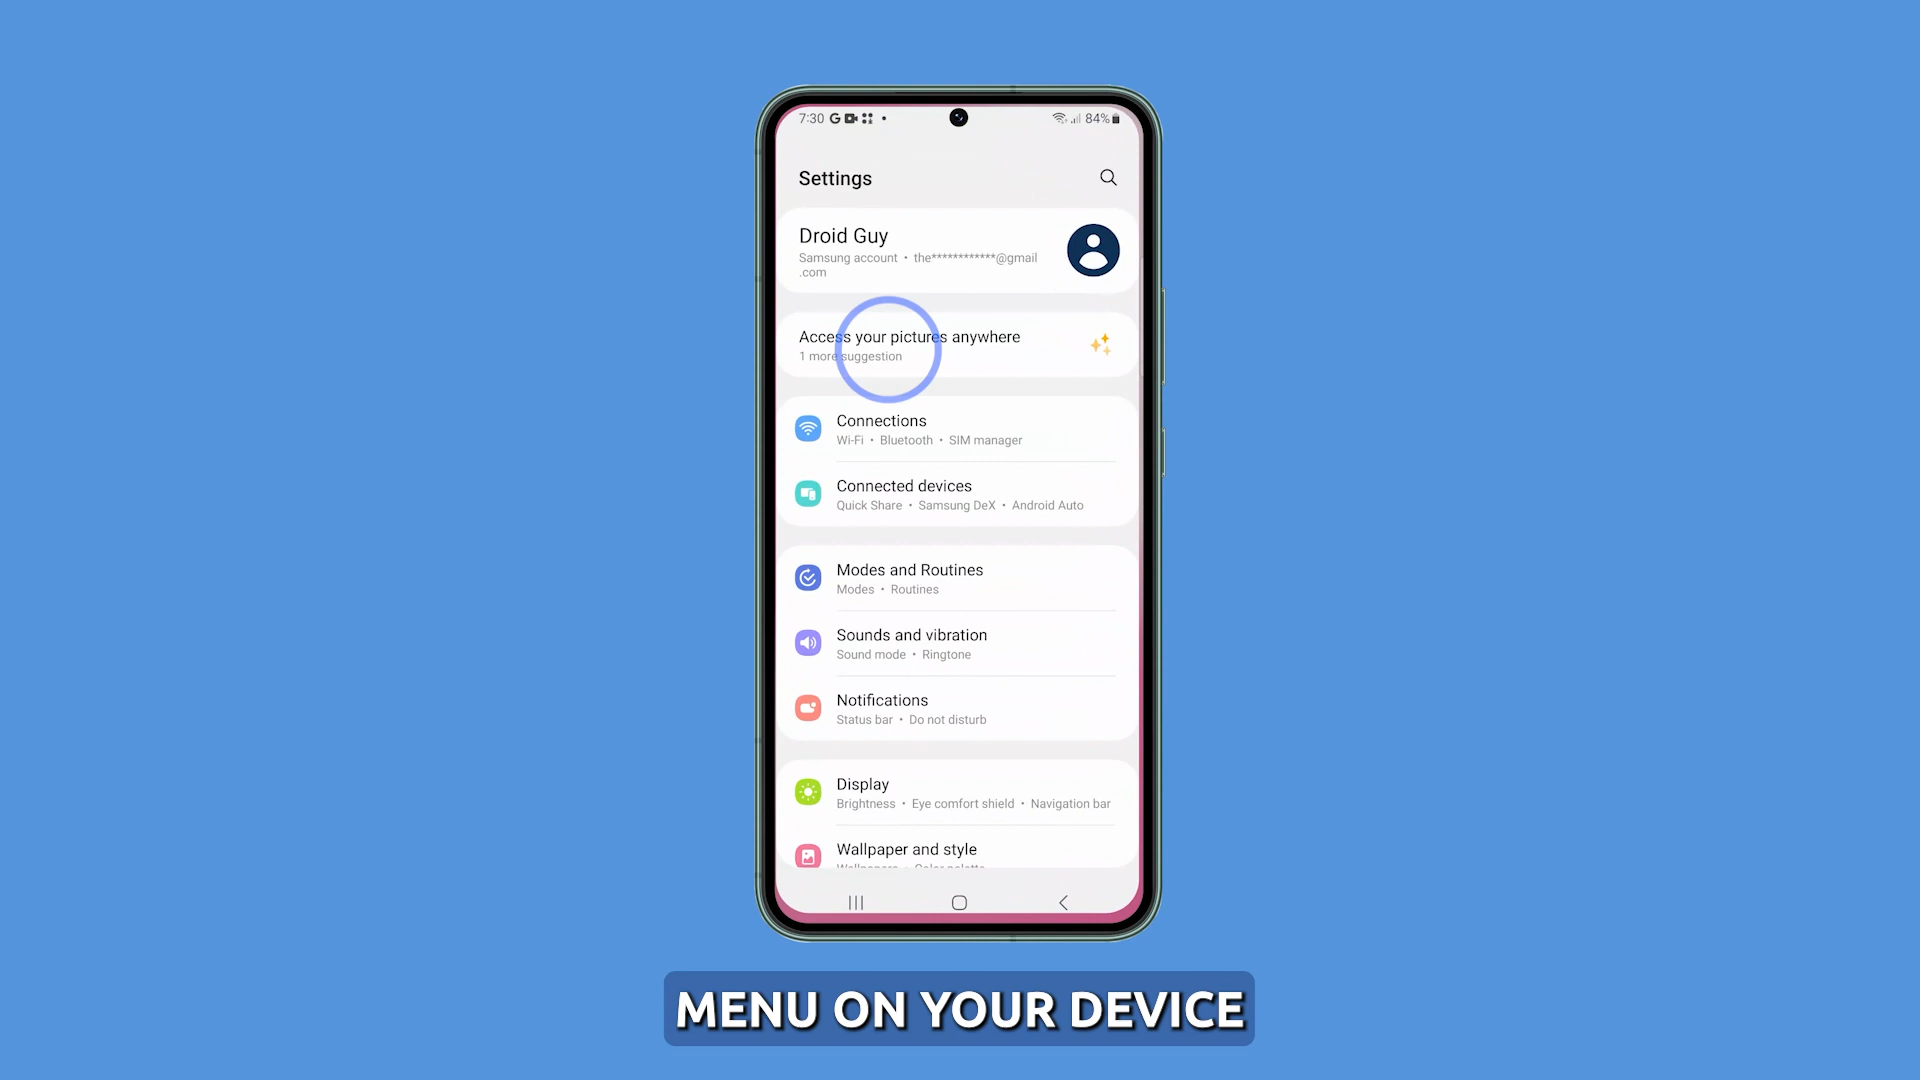 7:30
84%
Settings
Droid Guy
Samsung account • the************@gmail
.com
Access your pictures anywhere
1 more suggestion
Connections
Wi-Fi • Bluetooth • SIM manager
Connected devices
Quick Share • Samsung DeX • Android Auto
Modes and Routines
Modes • Routines
Sounds and vibration
Sound mode • Ringtone
Notifications
Status bar • Do not disturb
Display
Brightness • Eye comfort shield • Navigation bar
Wallpaper and style
Wallpapers • Color palette
MENU ON YOUR DEVICE